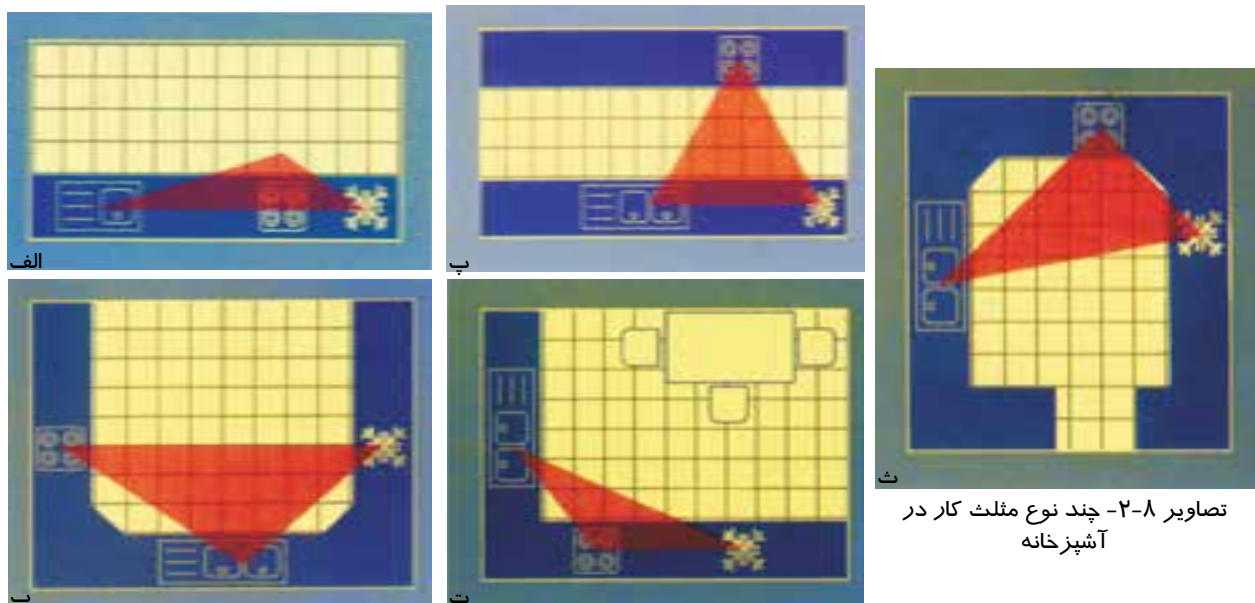 الف
پ
ب
ت
ث
تصاویر ۸-۲- چند نوع مثلث کار در
آشپزخانه